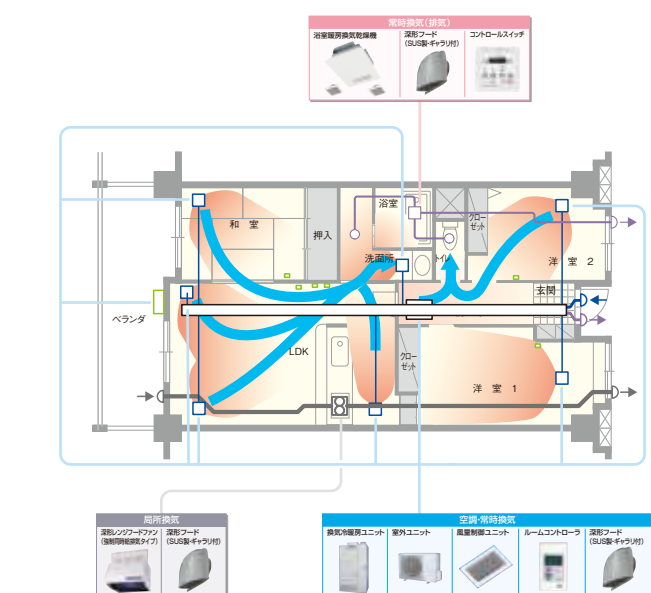 常時換気（排気）
浴室暖房換気乾燥機
深形フード
（SUS製・ギャラリ付）
コントロールスイッチ
和 室
押入
浴室
洗面所
トイレ
クロー
ゼット
洋 室 2
玄関
ベランダ
LDK
クロー
ゼット
洋 室 1
局所換気
深形レンジフードファン
（強制同時給排気タイプ）
深形フード
（SUS製・ギャラリ付）
空調・常時換気
換気冷暖房ユニット
室外ユニット
風量制御ユニット
ルームコントローラ
深形フード
（SUS製・ギャラリ付）